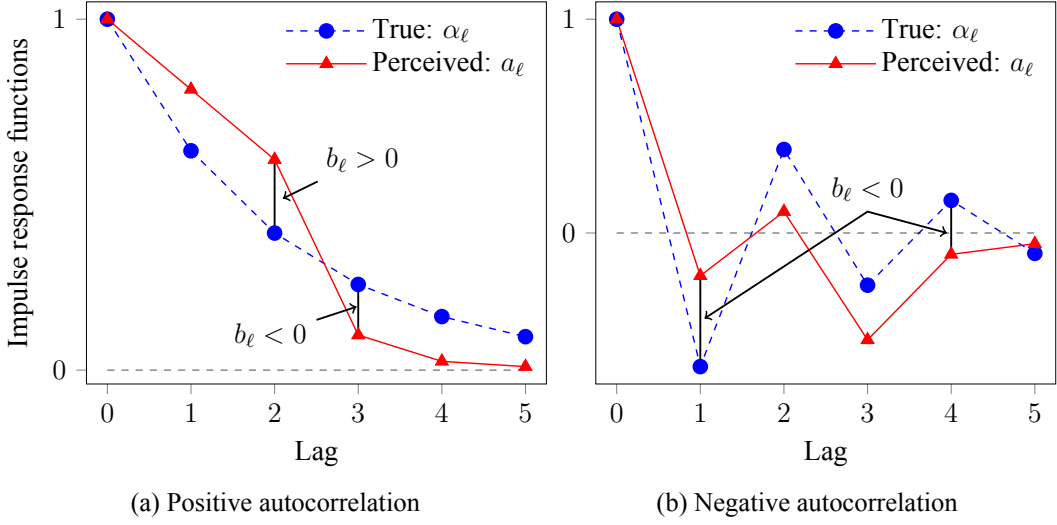 Impulse response functions
1
0
True: αℓ
Perceived: aℓ
bℓ > 0
bℓ < 0
0 1 2 3 4 5
Lag
(a) Positive autocorrelation
1
0
True: αℓ
Perceived: aℓ
bℓ < 0
0 1 2 3 4 5
Lag
(b) Negative autocorrelation